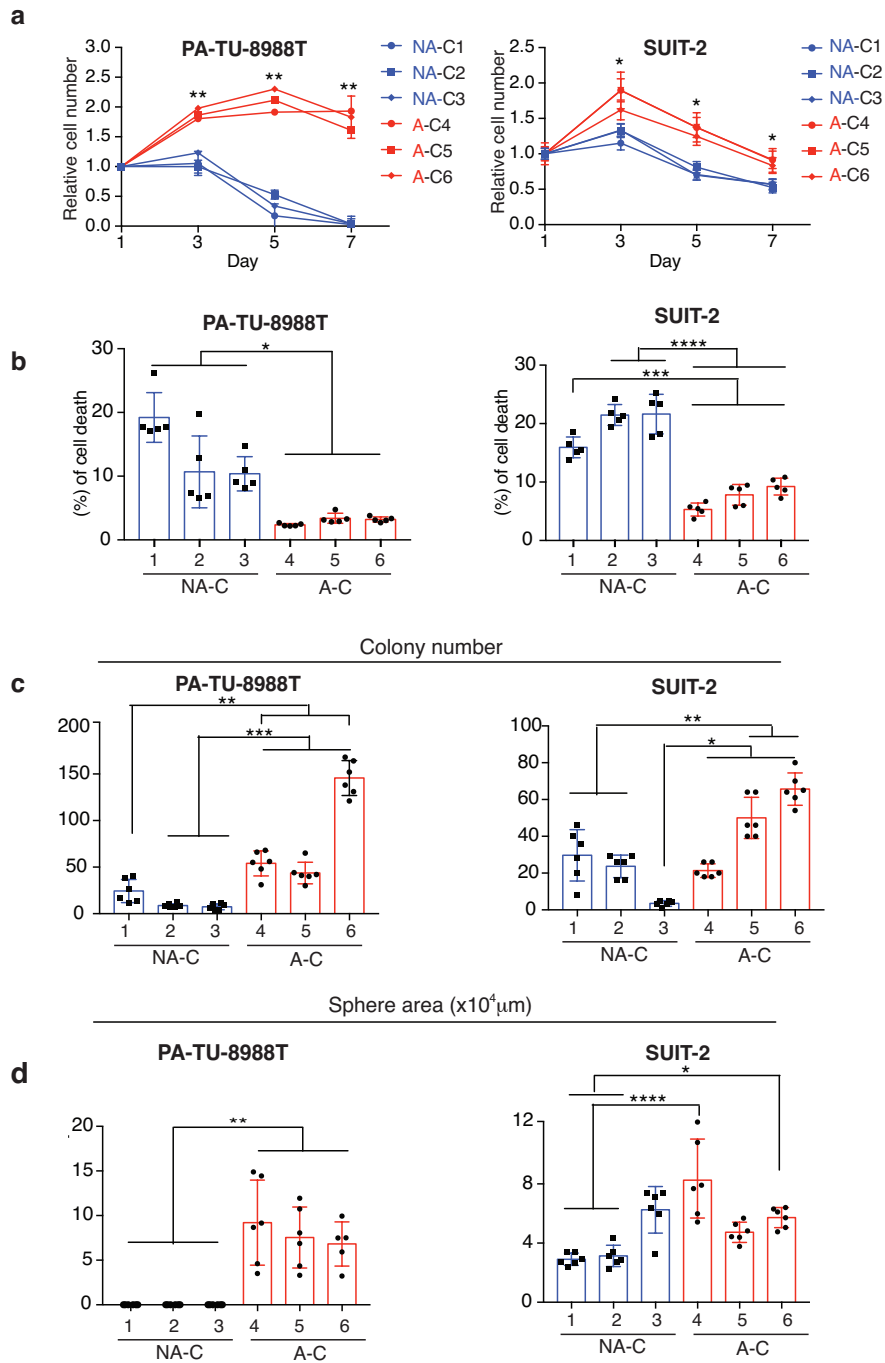 a
PA-TU-8988T
Relative cell number
3.0
2.5
2.0
1.5
1.0
0.5
0.0
** ** **
1 3 5 7
Day
NA-C1
NA-C2
NA-C3
A-C4
A-C5
A-C6
SUIT-2
Relative cell number
2.5
2.0
1.5
1.0
0.5
0.0
* * *
1 3 5 7
Day
NA-C1
NA-C2
NA-C3
A-C4
A-C5
A-C6
b
PA-TU-8988T
(%) of cell death
30
20
10
0
*
1 2 3 4 5 6
NA-C A-C
SUIT-2
(%) of cell death
30
20
10
0
****
***
1 2 3 4 5 6
NA-C A-C
Colony number
c
PA-TU-8988T
200
150
100
50
0
**
***
1 2 3 4 5 6
NA-C A-C
SUIT-2
100
80
60
40
20
0
**
*
1 2 3 4 5 6
NA-C A-C
Sphere area (x10⁴μm)
d
PA-TU-8988T
20
15
10
5
0
**
1 2 3 4 5 6
NA-C A-C
SUIT-2
12
8
4
0
*
****
1 2 3 4 5 6
NA-C A-C